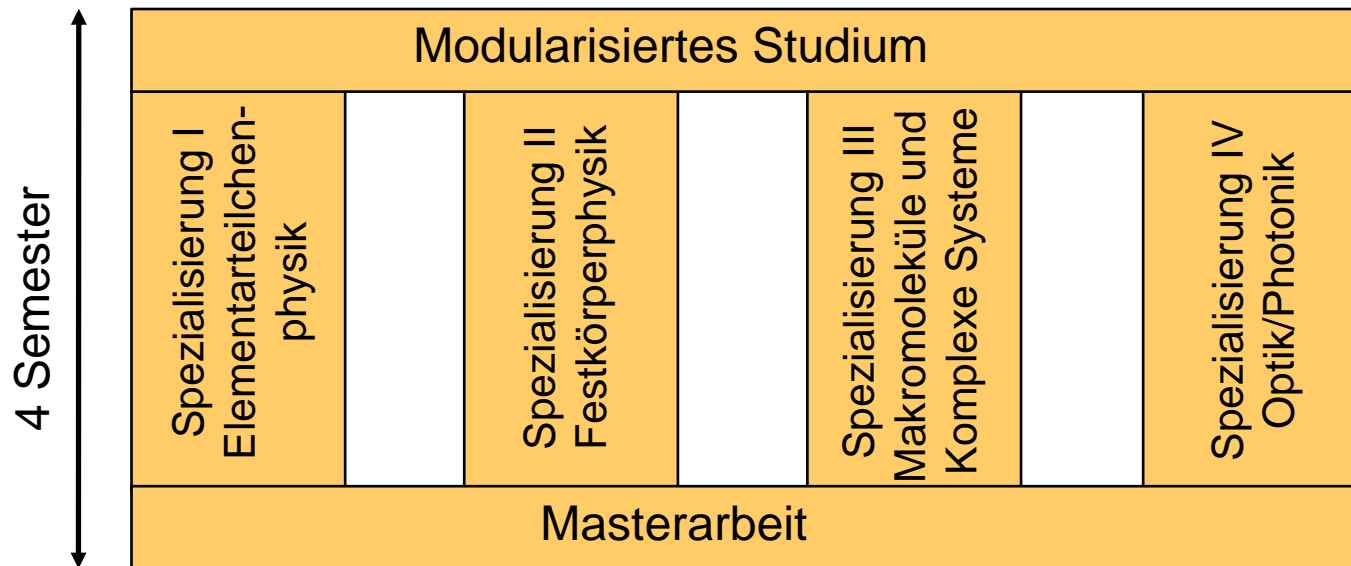 4 Semester
Modularisiertes Studium
Spezialisierung I
Elementarteilchen-
physik
Spezialisierung II
Festkörperphysik
Spezialisierung III
Makromoleküle und
Komplexe Systeme
Spezialisierung IV
Optik/Photonik
Masterarbeit